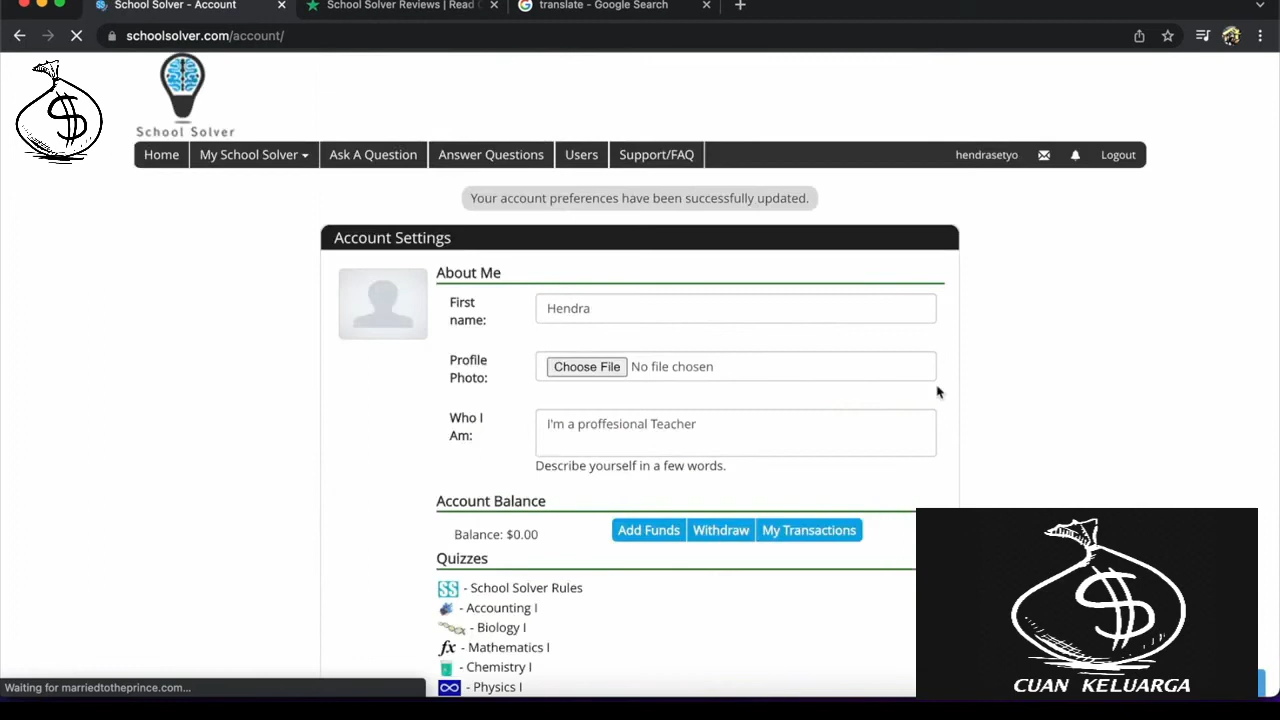 School Solver - Account
School Solver Reviews | Read C
translate - Google Search
schoolsolver.com/account/
$
School Solver
Home
My School Solver
Ask A Question
Answer Questions
Users
Support/FAQ
hendrasetyo
Logout
Your account preferences have been successfully updated.
Account Settings
About Me
First
name:
Hendra
Profile
Photo:
Choose File No file chosen
Who I
Am:
I'm a proffesional Teacher
Describe yourself in a few words.
Account Balance
Balance: $0.00
Add Funds
Withdraw
My Transactions
Quizzes
SS - School Solver Rules
- Accounting I
- Biology I
fx - Mathematics I
- Chemistry I
- Physics I
Waiting for marriedtotheprince.com...
$
CUAN KELUARGA